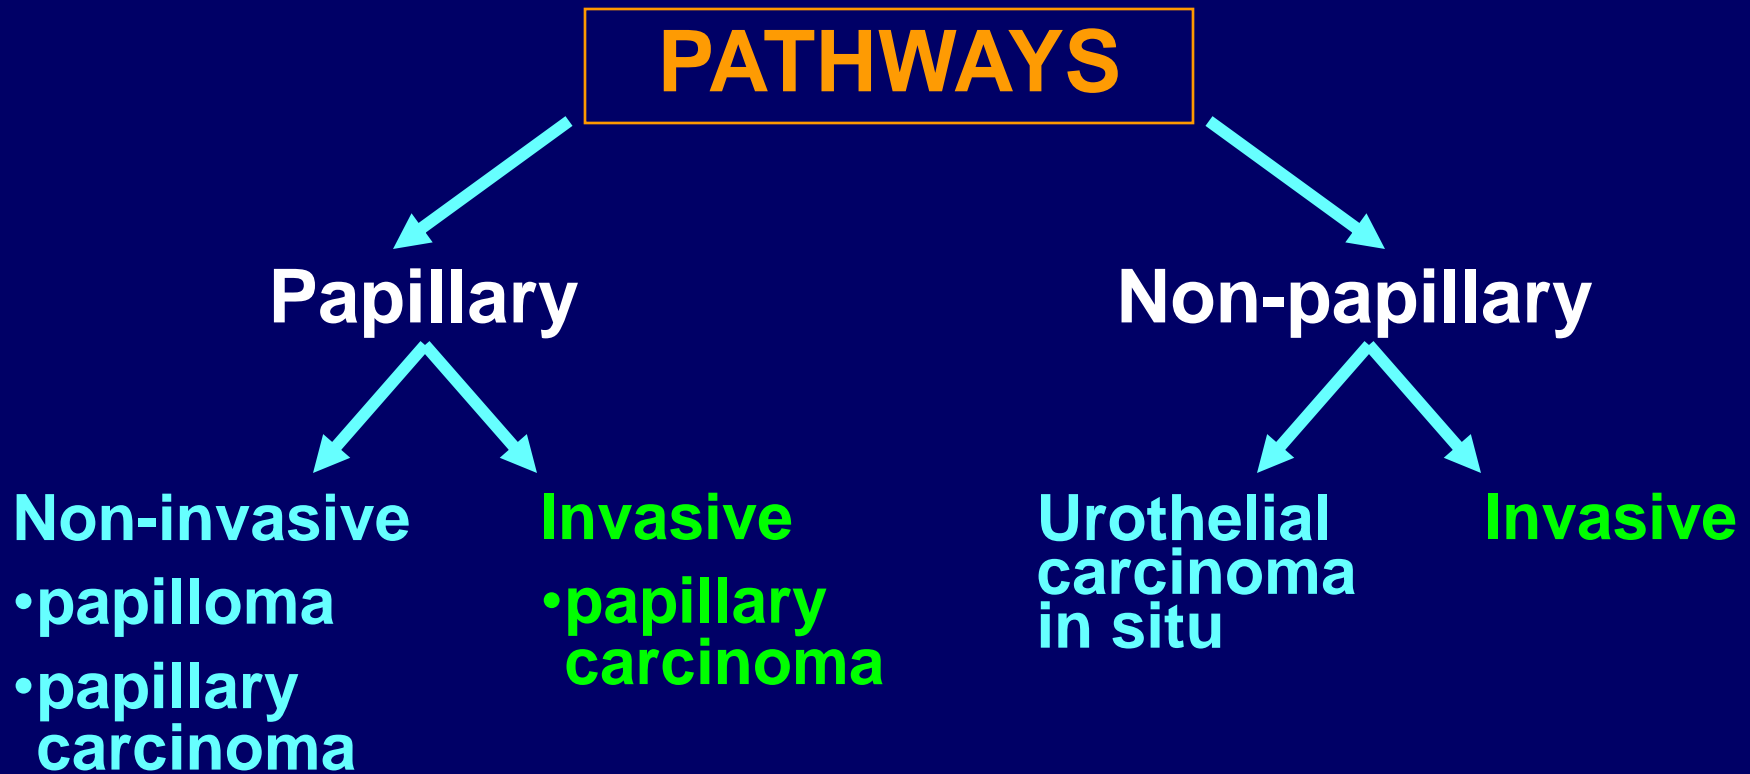 PATHWAYS
Papillary
Non-papillary
Non-invasive
•papilloma
•papillary
carcinoma
Invasive
•papillary
carcinoma
Urothelial
carcinoma
in situ
Invasive